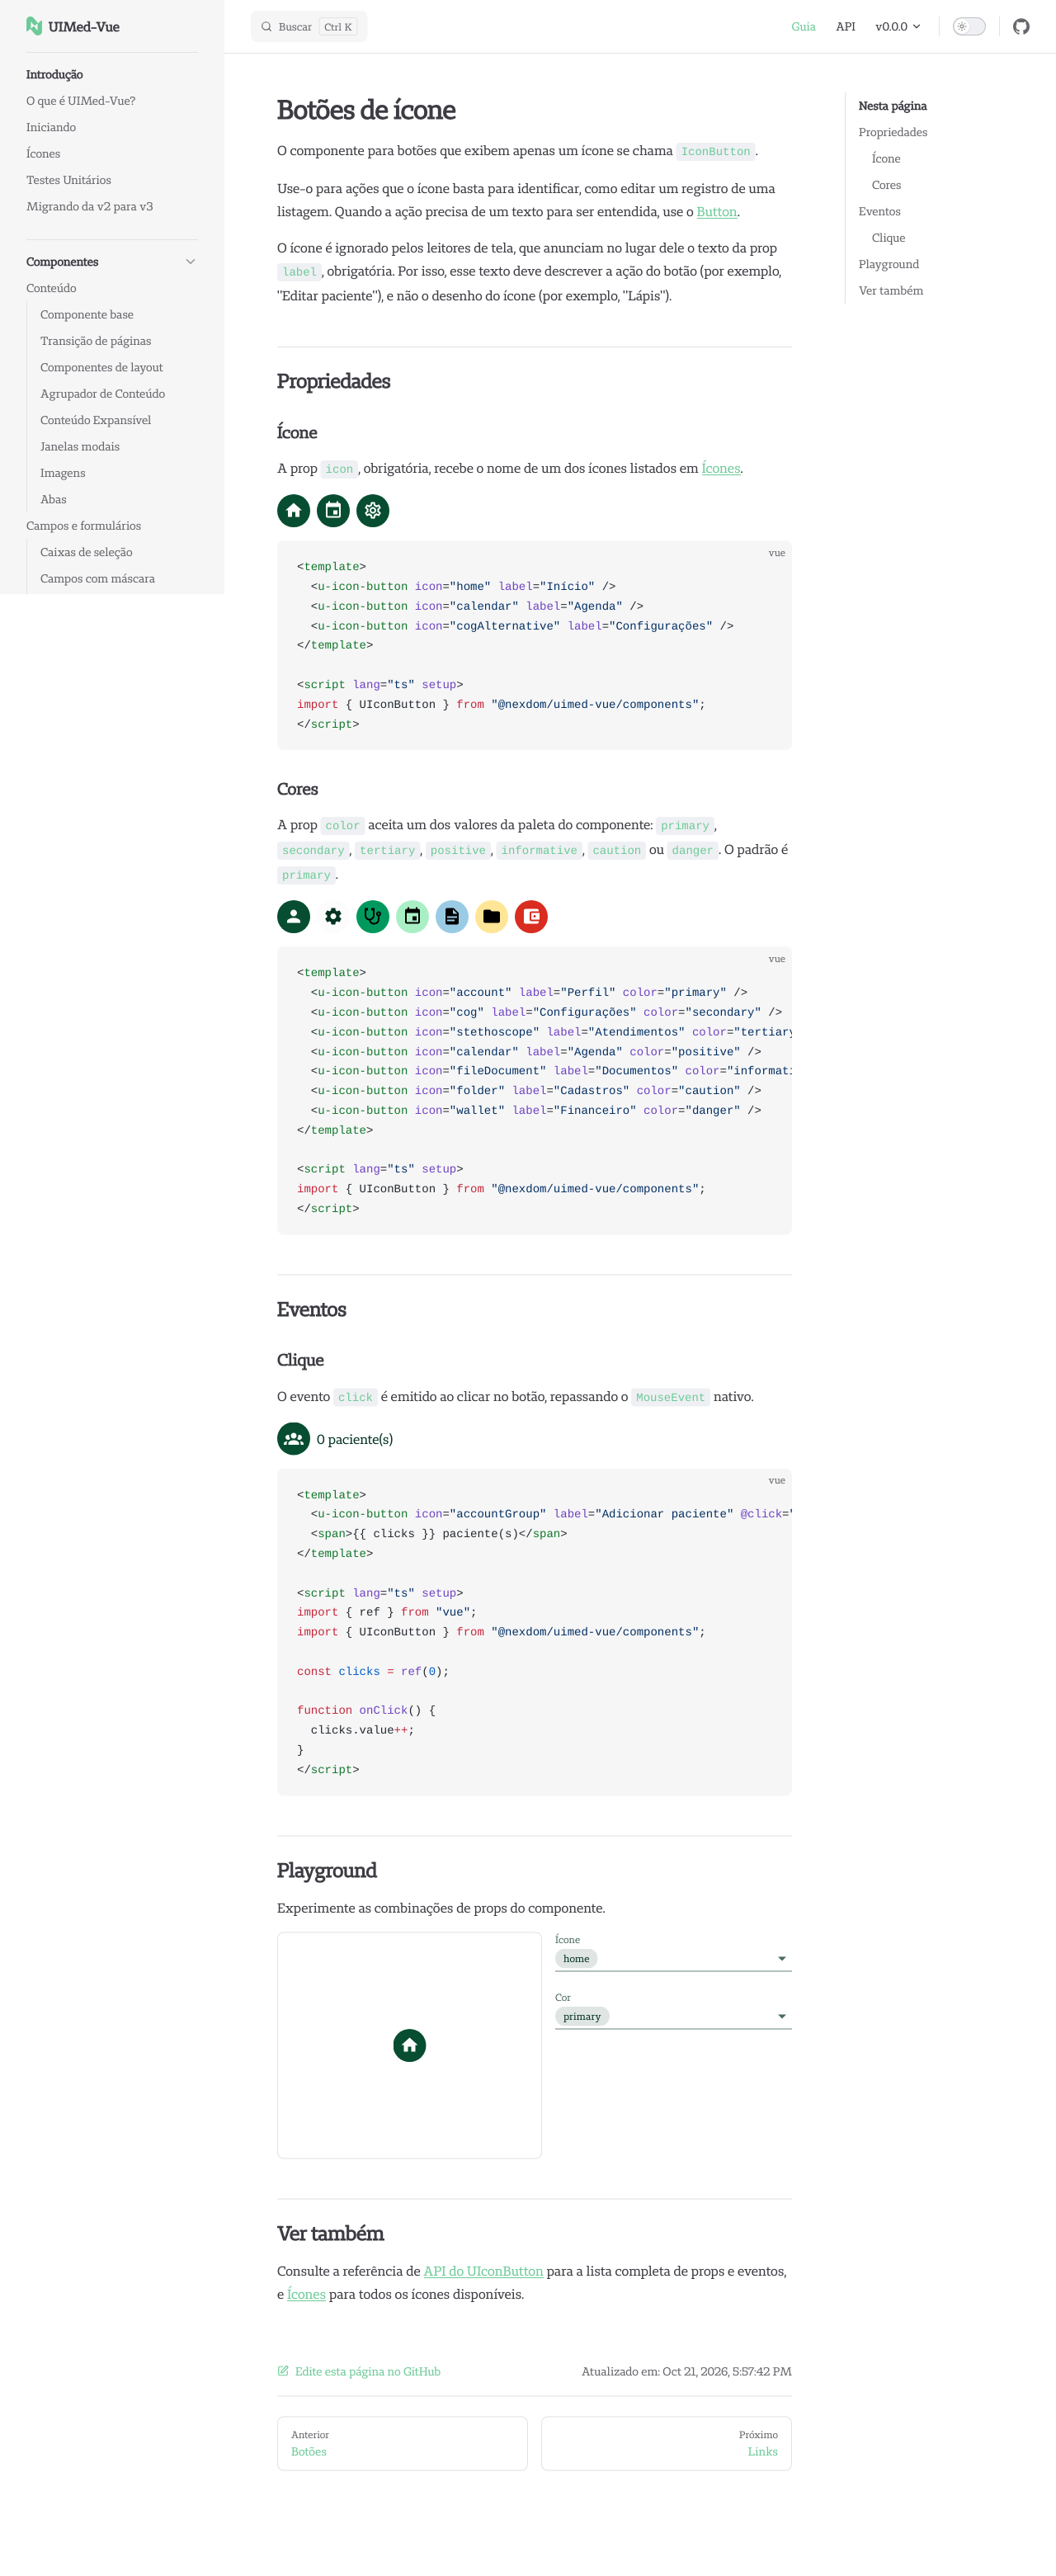 UIMed-Vue
Buscar Ctrl K
Guia
API
v0.0.0
Introdução
O que é UIMed-Vue?
Iniciando
Ícones
Testes Unitários
Migrando da v2 para v3
Componentes
Conteúdo
Componente base
Transição de páginas
Componentes de layout
Agrupador de Conteúdo
Conteúdo Expansível
Janelas modais
Imagens
Abas
Campos e formulários
Caixas de seleção
Campos com máscara
Botões de ícone
O componente para botões que exibem apenas um ícone se chama IconButton.
Use-o para ações que o ícone basta para identificar, como editar um registro de uma
listagem. Quando a ação precisa de um texto para ser entendida, use o Button.
O ícone é ignorado pelos leitores de tela, que anunciam no lugar dele o texto da prop
label, obrigatória. Por isso, esse texto deve descrever a ação do botão (por exemplo,
"Editar paciente"), e não o desenho do ícone (por exemplo, "Lápis").
Propriedades
Ícone
A prop icon, obrigatória, recebe o nome de um dos ícones listados em Ícones.
vue
<template>
  <u-icon-button icon="home" label="Início" />
  <u-icon-button icon="calendar" label="Agenda" />
  <u-icon-button icon="cogAlternative" label="Configurações" />
</template>
<script lang="ts" setup>
import { UIconButton } from "@nexdom/uimed-vue/components";
</script>
Cores
A prop color aceita um dos valores da paleta do componente: primary,
secondary, tertiary, positive, informative, caution ou danger. O padrão é
primary.
vue
<template>
  <u-icon-button icon="account" label="Perfil" color="primary" />
  <u-icon-button icon="cog" label="Configurações" color="secondary" />
  <u-icon-button icon="stethoscope" label="Atendimentos" color="tertiary
  <u-icon-button icon="calendar" label="Agenda" color="positive" />
  <u-icon-button icon="fileDocument" label="Documentos" color="informati
  <u-icon-button icon="folder" label="Cadastros" color="caution" />
  <u-icon-button icon="wallet" label="Financeiro" color="danger" />
</template>
<script lang="ts" setup>
import { UIconButton } from "@nexdom/uimed-vue/components";
</script>
Eventos
Clique
O evento click é emitido ao clicar no botão, repassando o MouseEvent nativo.
0 paciente(s)
vue
<template>
  <u-icon-button icon="accountGroup" label="Adicionar paciente" @click="
  <span>{{ clicks }} paciente(s)</span>
</template>
<script lang="ts" setup>
import { ref } from "vue";
import { UIconButton } from "@nexdom/uimed-vue/components";
const clicks = ref(0);
function onClick() {
  clicks.value++;
}
</script>
Playground
Experimente as combinações de props do componente.
Ícone
home
Cor
primary
Ver também
Consulte a referência de API do UIconButton para a lista completa de props e eventos,
e Ícones para todos os ícones disponíveis.
Edite esta página no GitHub
Atualizado em: Oct 21, 2026, 5:57:42 PM
Anterior
Botões
Próximo
Links
Nesta página
Propriedades
Ícone
Cores
Eventos
Clique
Playground
Ver também